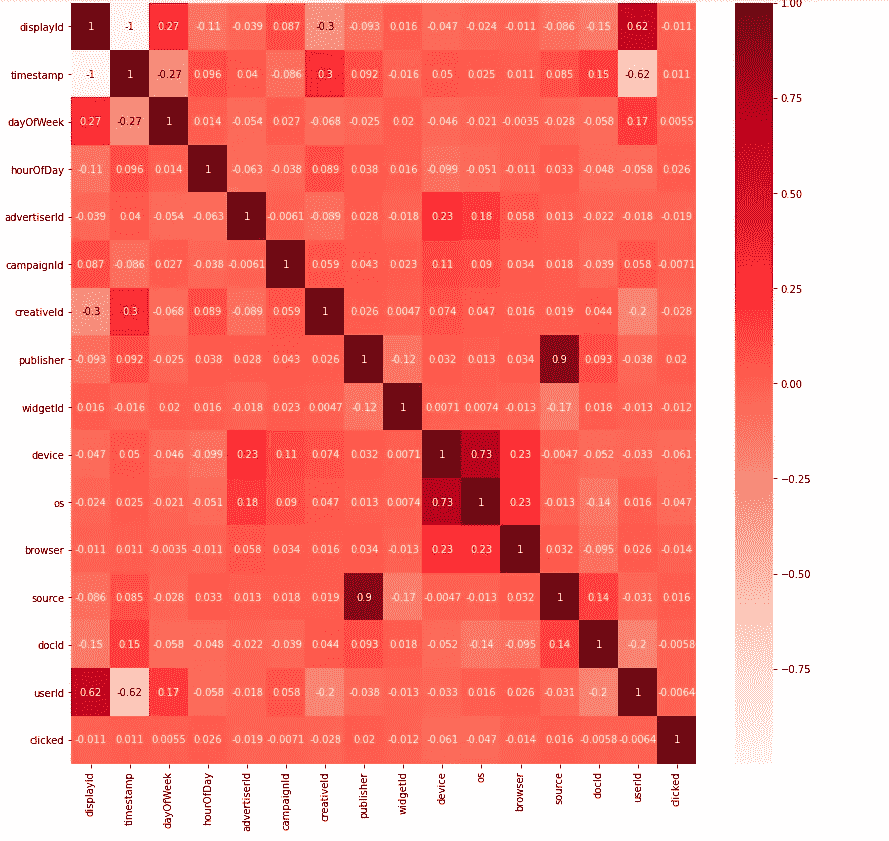 displayId 1 -1 0.27 -0.11 -0.039 0.087 -0.3 -0.093 0.016 -0.047 -0.024 -0.011 -0.086 -0.15 0.62 -0.011
timestamp -1 1 -0.27 0.096 0.04 -0.086 0.3 0.092 -0.016 0.05 0.025 0.011 0.085 0.15 -0.62 0.011
dayOfWeek 0.27 -0.27 1 0.014 -0.054 0.027 -0.068 -0.025 0.02 -0.046 -0.021 -0.0035 -0.028 -0.058 0.17 0.0055
hourOfDay -0.11 0.096 0.014 1 -0.063 -0.038 0.089 0.038 0.016 -0.099 -0.051 -0.011 0.033 -0.048 -0.058 0.026
advertiserId -0.039 0.04 -0.054 -0.063 1 -0.0061 -0.089 0.028 -0.018 0.23 0.18 0.058 0.013 -0.022 -0.018 -0.019
campaignId 0.087 -0.086 0.027 -0.038 -0.0061 1 0.059 0.043 0.023 0.11 0.09 0.034 0.018 -0.039 0.058 -0.0071
creativeId -0.3 0.3 -0.068 0.089 -0.089 0.059 1 0.026 0.0047 0.074 0.047 0.016 0.019 0.044 -0.2 -0.028
publisher -0.093 0.092 -0.025 0.038 0.028 0.043 0.026 1 -0.12 0.032 0.013 0.034 0.9 0.093 -0.038 0.02
widgetId 0.016 -0.016 0.02 0.016 -0.018 0.023 0.0047 -0.12 1 0.0071 0.0074 -0.013 -0.17 0.018 -0.013 -0.012
device -0.047 0.05 -0.046 -0.099 0.23 0.11 0.074 0.032 0.0071 1 0.73 0.23 -0.0047 -0.052 -0.033 -0.061
os -0.024 0.025 -0.021 -0.051 0.18 0.09 0.047 0.013 0.0074 0.73 1 0.23 -0.013 -0.14 0.016 -0.047
browser -0.011 0.011 -0.0035 -0.011 0.058 0.034 0.016 0.034 -0.013 0.23 0.23 1 0.032 -0.095 0.026 -0.014
source -0.086 0.085 -0.028 0.033 0.013 0.018 0.019 0.9 -0.17 -0.0047 -0.013 0.032 1 0.14 -0.031 0.016
docId -0.15 0.15 -0.058 -0.048 -0.022 -0.039 0.044 0.093 0.018 -0.052 -0.14 -0.095 0.14 1 -0.2 -0.0058
userId 0.62 -0.62 0.17 -0.058 -0.018 0.058 -0.2 -0.038 -0.013 -0.033 0.016 0.026 -0.031 -0.2 1 -0.0064
clicked -0.011 0.011 0.0055 0.026 -0.019 -0.0071 -0.028 0.02 -0.012 -0.061 -0.047 -0.014 0.016 -0.0058 -0.0064 1
displayId timestamp dayOfWeek hourOfDay advertiserId campaignId creativeId publisher widgetId device os browser source docId userId clicked
1.00
0.75
0.50
0.25
0.00
−0.25
−0.50
−0.75